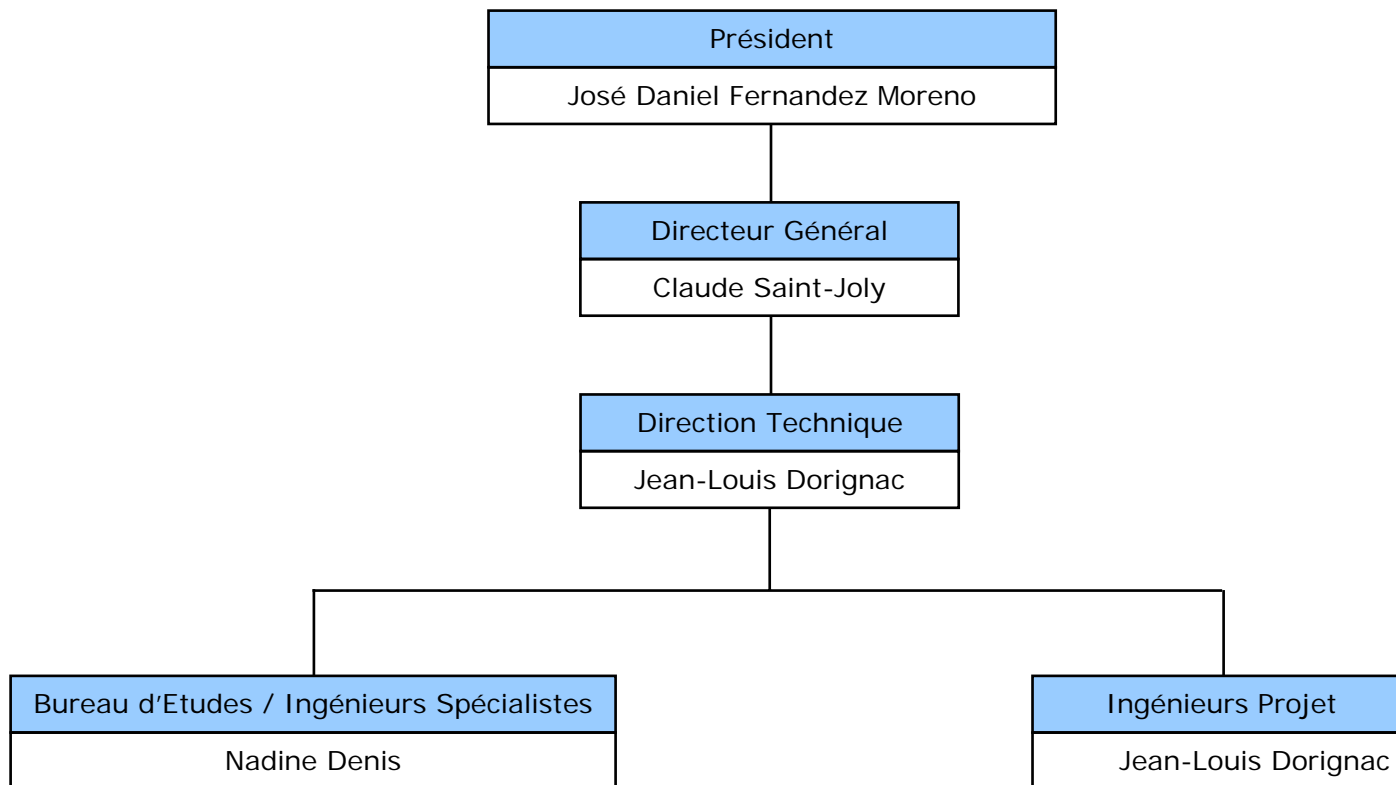 Président
José Daniel Fernandez Moreno
Directeur Général
Claude Saint-Joly
Direction Technique
Jean-Louis Dorignac
Bureau d'Etudes / Ingénieurs Spécialistes
Nadine Denis
Ingénieurs Projet
Jean-Louis Dorignac